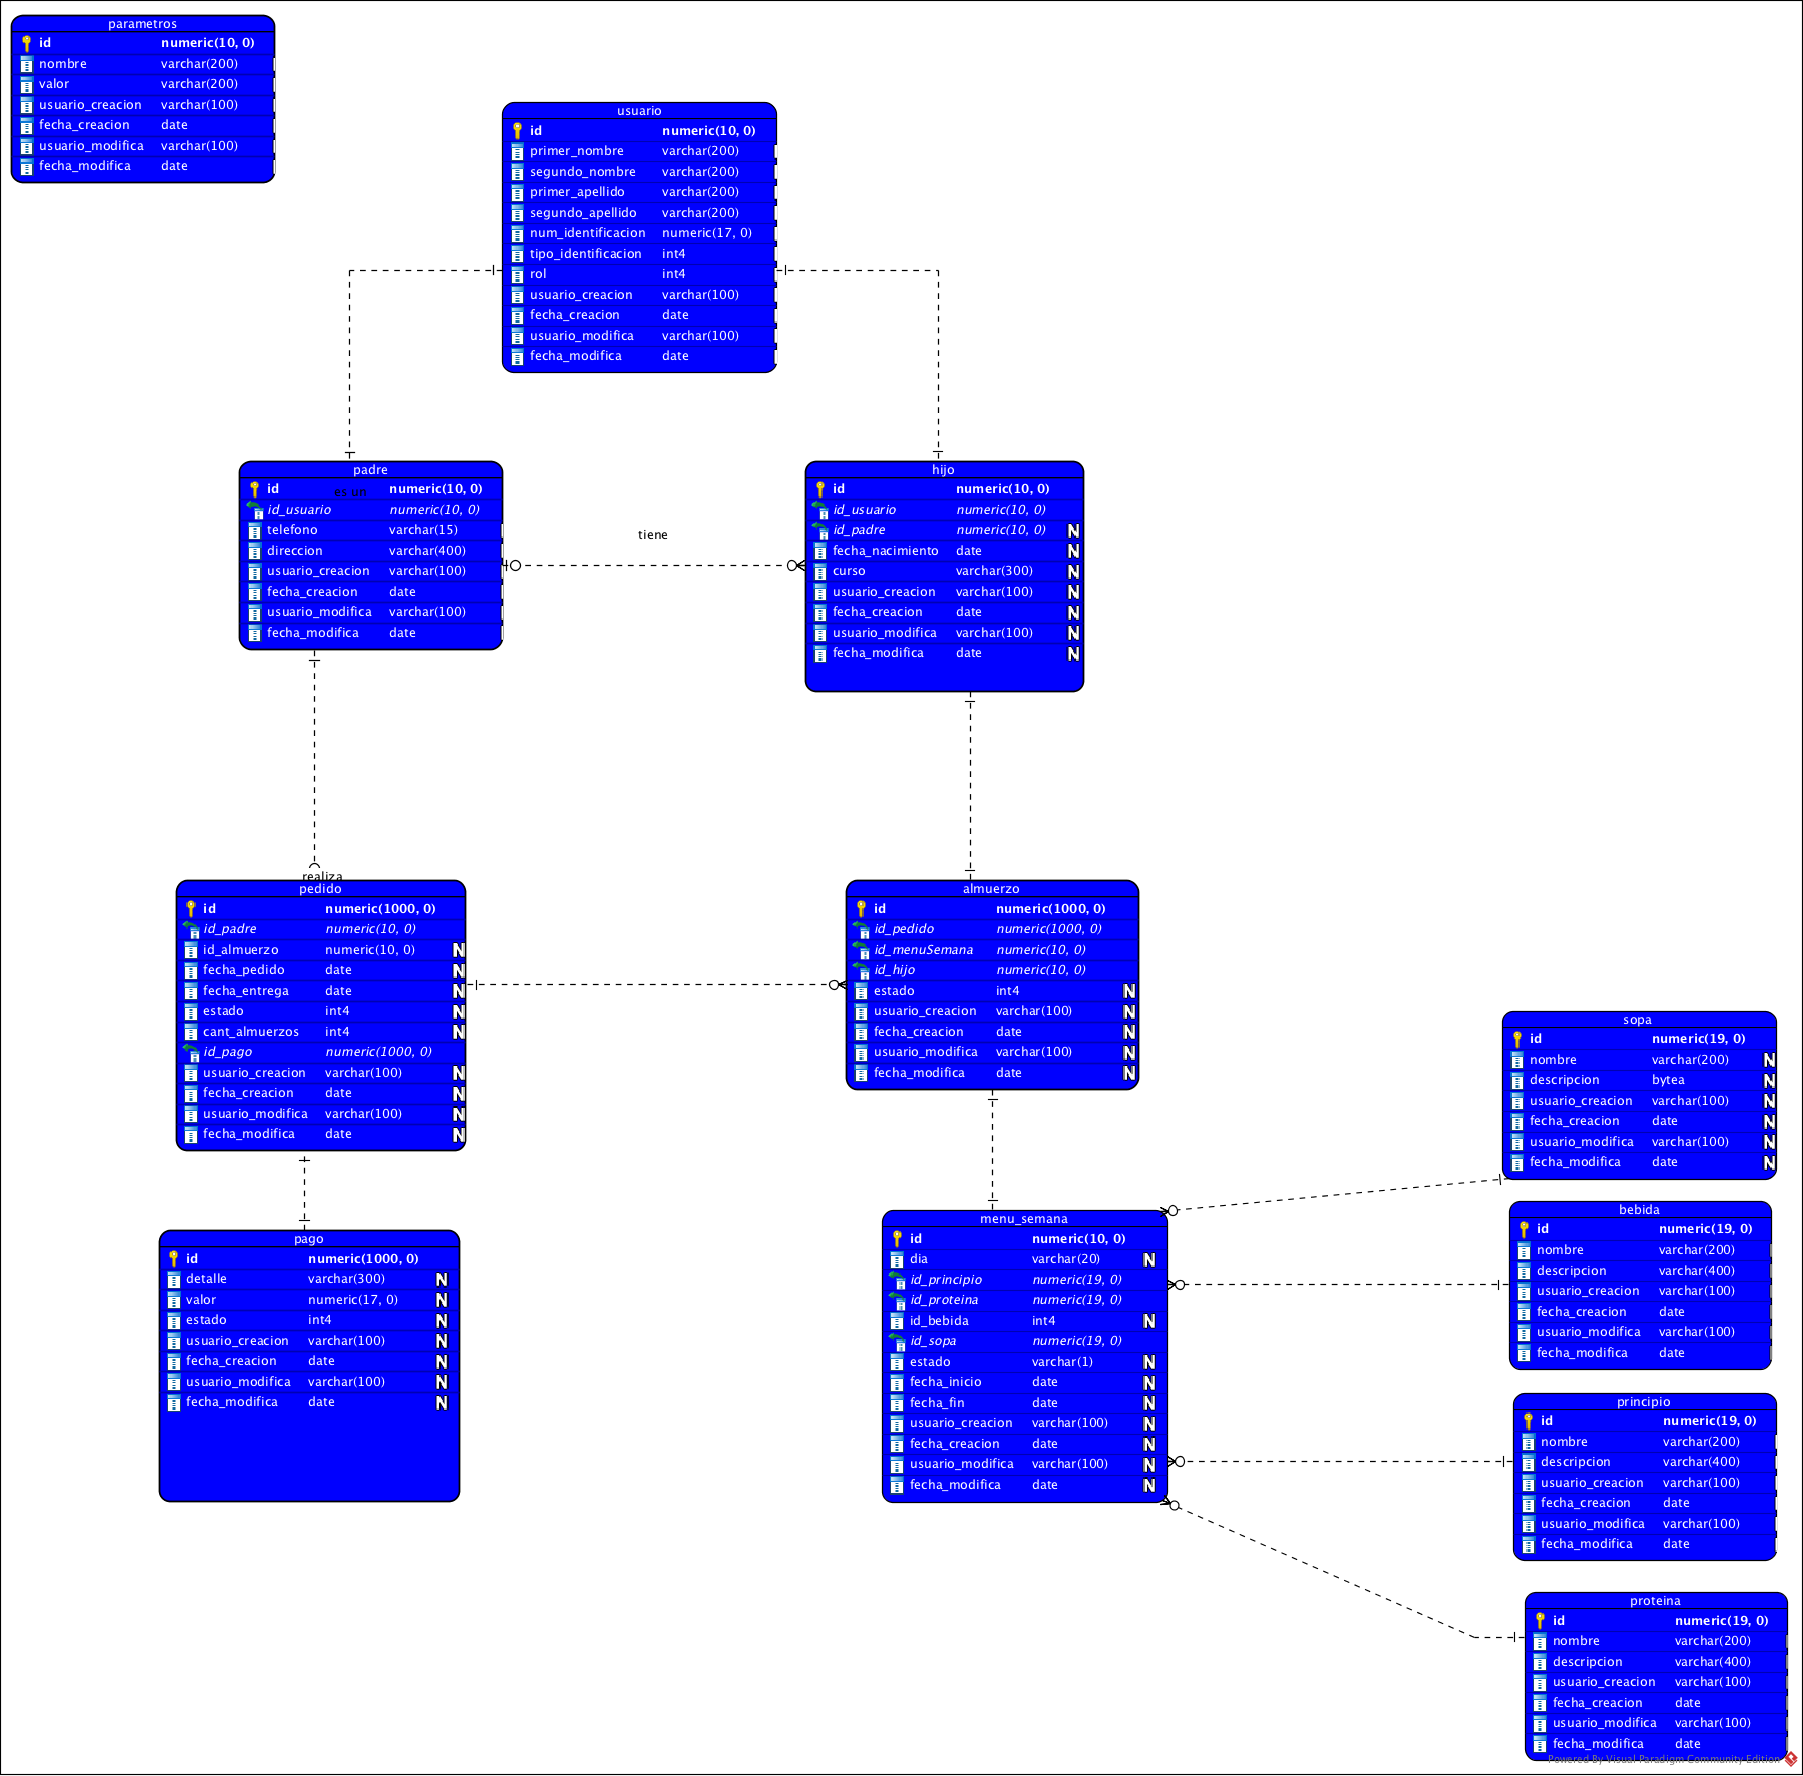 parametros
id numeric(10, 0)
nombre varchar(200)
valor varchar(200)
usuario_creacion varchar(100)
fecha_creacion date
usuario_modifica varchar(100)
fecha_modifica date
usuario
id numeric(10, 0)
primer_nombre varchar(200)
segundo_nombre varchar(200)
primer_apellido varchar(200)
segundo_apellido varchar(200)
num_identificacion numeric(17, 0)
tipo_identificacion int4
rol int4
usuario_creacion varchar(100)
fecha_creacion date
usuario_modifica varchar(100)
fecha_modifica date
padre
id es un numeric(10, 0)
id_usuario numeric(10, 0)
telefono varchar(15)
direccion varchar(400)
usuario_creacion varchar(100)
fecha_creacion date
usuario_modifica varchar(100)
fecha_modifica date
tiene
hijo
id numeric(10, 0)
id_usuario numeric(10, 0)
id_padre numeric(10, 0) N
fecha_nacimiento date N
curso varchar(300) N
usuario_creacion varchar(100) N
fecha_creacion date N
usuario_modifica varchar(100) N
fecha_modifica date N
realiza
pedido
id numeric(1000, 0)
id_padre numeric(10, 0)
id_almuerzo numeric(10, 0) N
fecha_pedido date N
fecha_entrega date N
estado int4 N
cant_almuerzos int4 N
id_pago numeric(1000, 0)
usuario_creacion varchar(100) N
fecha_creacion date N
usuario_modifica varchar(100) N
fecha_modifica date N
almuerzo
id numeric(1000, 0)
id_pedido numeric(1000, 0)
id_menuSemana numeric(10, 0)
id_hijo numeric(10, 0)
estado int4 N
usuario_creacion varchar(100) N
fecha_creacion date N
usuario_modifica varchar(100) N
fecha_modifica date N
sopa
id numeric(19, 0)
nombre varchar(200) N
descripcion bytea N
usuario_creacion varchar(100) N
fecha_creacion date N
usuario_modifica varchar(100) N
fecha_modifica date N
pago
id numeric(1000, 0)
detalle varchar(300) N
valor numeric(17, 0) N
estado int4 N
usuario_creacion varchar(100) N
fecha_creacion date N
usuario_modifica varchar(100) N
fecha_modifica date N
menu_semana
id numeric(10, 0)
dia varchar(20) N
id_principio numeric(19, 0)
id_proteina numeric(19, 0)
id_bebida int4 N
id_sopa numeric(19, 0)
estado varchar(1) N
fecha_inicio date N
fecha_fin date N
usuario_creacion varchar(100) N
fecha_creacion date N
usuario_modifica varchar(100) N
fecha_modifica date N
bebida
id numeric(19, 0)
nombre varchar(200)
descripcion varchar(400)
usuario_creacion varchar(100)
fecha_creacion date
usuario_modifica varchar(100)
fecha_modifica date
principio
id numeric(19, 0)
nombre varchar(200)
descripcion varchar(400)
usuario_creacion varchar(100)
fecha_creacion date
usuario_modifica varchar(100)
fecha_modifica date
proteina
id numeric(19, 0)
nombre varchar(200)
descripcion varchar(400)
usuario_creacion varchar(100)
fecha_creacion date
usuario_modifica varchar(100)
fecha_modifica date
Powered By Visual Paradigm Community Edition